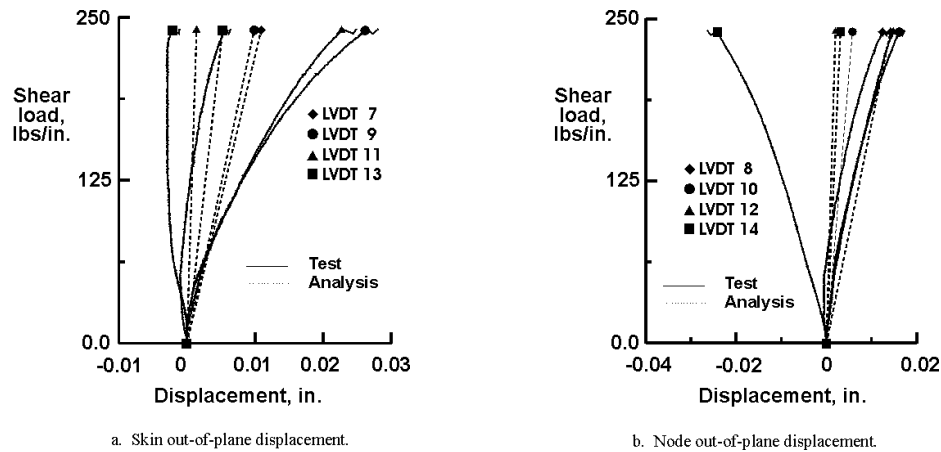 250
Shear
load,
lbs/in.
125
0.0
LVDT 7
LVDT 9
LVDT 11
LVDT 13
Test
Analysis
-0.01
0
0.01
0.02
0.03
Displacement, in.
a. Skin out-of-plane displacement.
250
Shear
load,
lbs/in.
125
0.0
LVDT 8
LVDT 10
LVDT 12
LVDT 14
Test
Analysis
-0.04
-0.02
0
0.02
Displacement, in.
b. Node out-of-plane displacement.